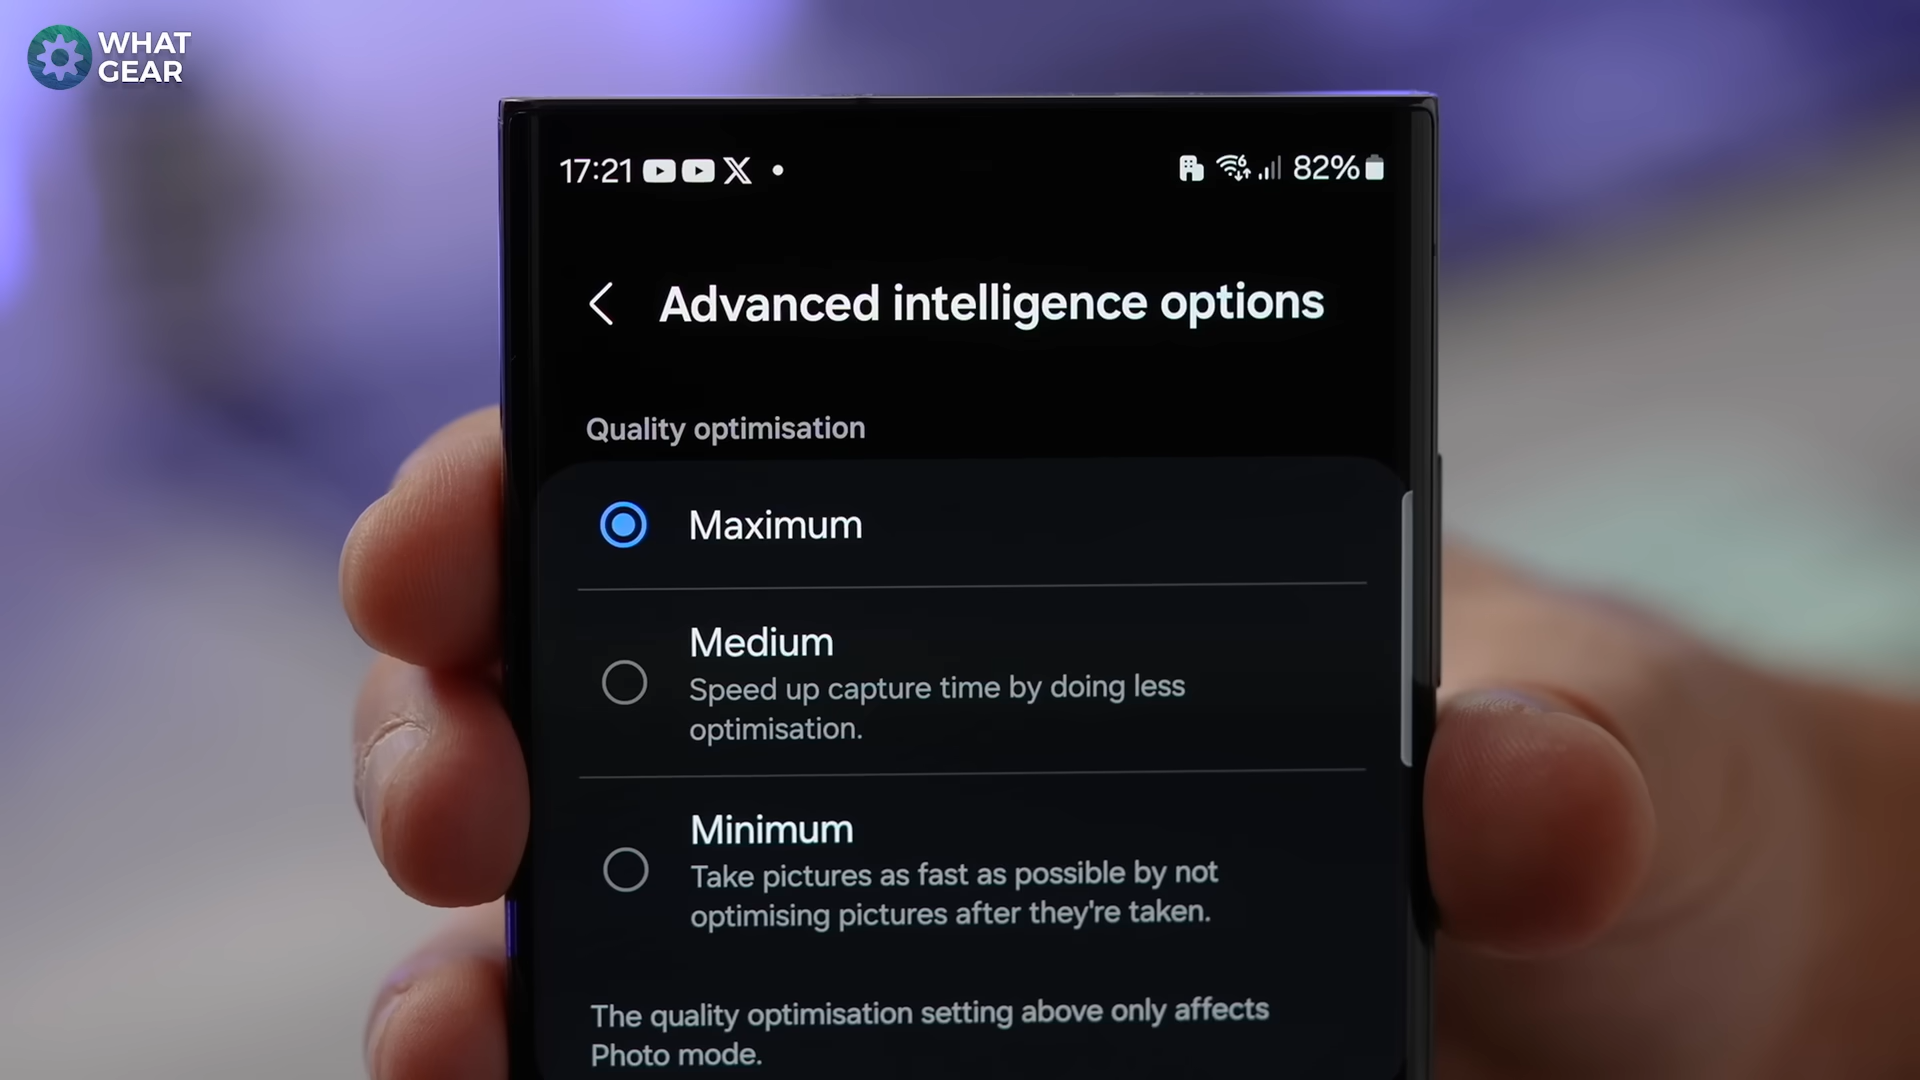 WHAT
GEAR
17:21 82%
Advanced intelligence options
Quality optimisation
Maximum
Medium
Speed up capture time by doing less
optimisation.
Minimum
Take pictures as fast as possible by not
optimising pictures after they're taken.
The quality optimisation setting above only affects
Photo mode.